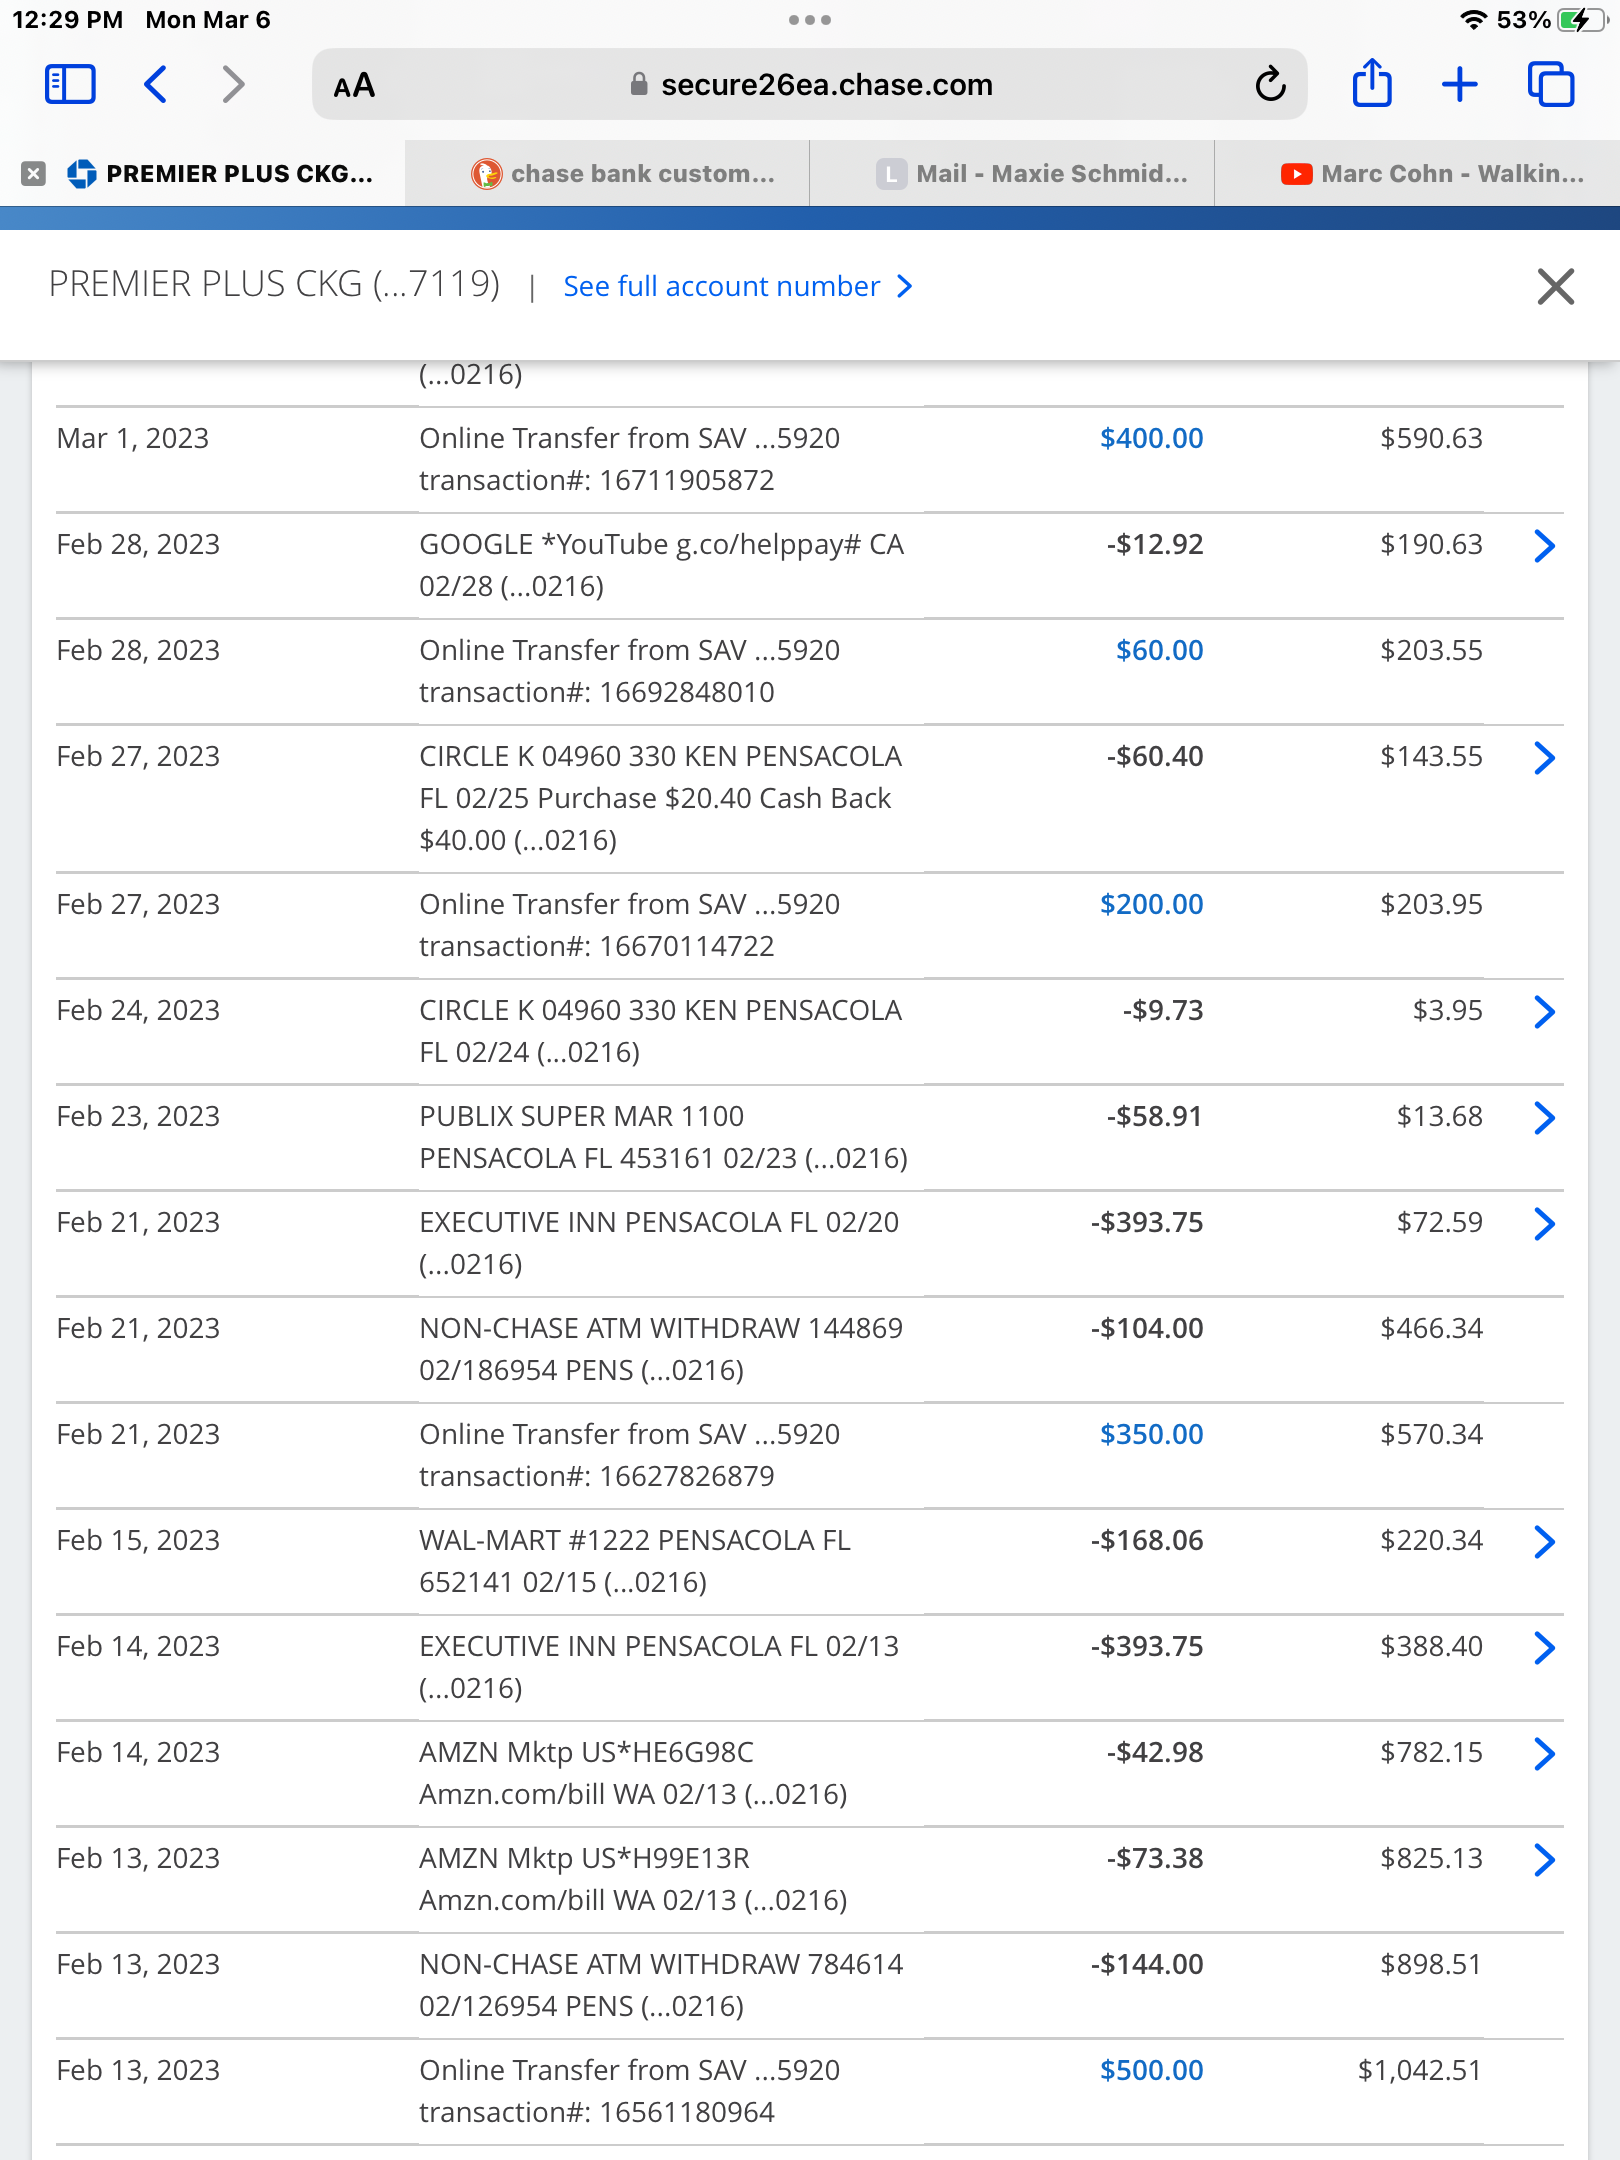 12:29 PM Mon Mar 6
53%
AA
secure26ea.chase.com
PREMIER PLUS CKG...
chase bank custom...
L Mail - Maxie Schmid...
Marc Cohn - Walkin...
PREMIER PLUS CKG (...7119) | See full account number
(...0216)
Mar 1, 2023 Online Transfer from SAV ...5920 $400.00 $590.63
transaction#: 16711905872
Feb 28, 2023 GOOGLE *YouTube g.co/helppay# CA -$12.92 $190.63
02/28 (...0216)
Feb 28, 2023 Online Transfer from SAV ...5920 $60.00 $203.55
transaction#: 16692848010
Feb 27, 2023 CIRCLE K 04960 330 KEN PENSACOLA -$60.40 $143.55
FL 02/25 Purchase $20.40 Cash Back
$40.00 (...0216)
Feb 27, 2023 Online Transfer from SAV ...5920 $200.00 $203.95
transaction#: 16670114722
Feb 24, 2023 CIRCLE K 04960 330 KEN PENSACOLA -$9.73 $3.95
FL 02/24 (...0216)
Feb 23, 2023 PUBLIX SUPER MAR 1100 -$58.91 $13.68
PENSACOLA FL 453161 02/23 (...0216)
Feb 21, 2023 EXECUTIVE INN PENSACOLA FL 02/20 -$393.75 $72.59
(...0216)
Feb 21, 2023 NON-CHASE ATM WITHDRAW 144869 -$104.00 $466.34
02/186954 PENS (...0216)
Feb 21, 2023 Online Transfer from SAV ...5920 $350.00 $570.34
transaction#: 16627826879
Feb 15, 2023 WAL-MART #1222 PENSACOLA FL -$168.06 $220.34
652141 02/15 (...0216)
Feb 14, 2023 EXECUTIVE INN PENSACOLA FL 02/13 -$393.75 $388.40
(...0216)
Feb 14, 2023 AMZN Mktp US*HE6G98C -$42.98 $782.15
Amzn.com/bill WA 02/13 (...0216)
Feb 13, 2023 AMZN Mktp US*H99E13R -$73.38 $825.13
Amzn.com/bill WA 02/13 (...0216)
Feb 13, 2023 NON-CHASE ATM WITHDRAW 784614 -$144.00 $898.51
02/126954 PENS (...0216)
Feb 13, 2023 Online Transfer from SAV ...5920 $500.00 $1,042.51
transaction#: 16561180964